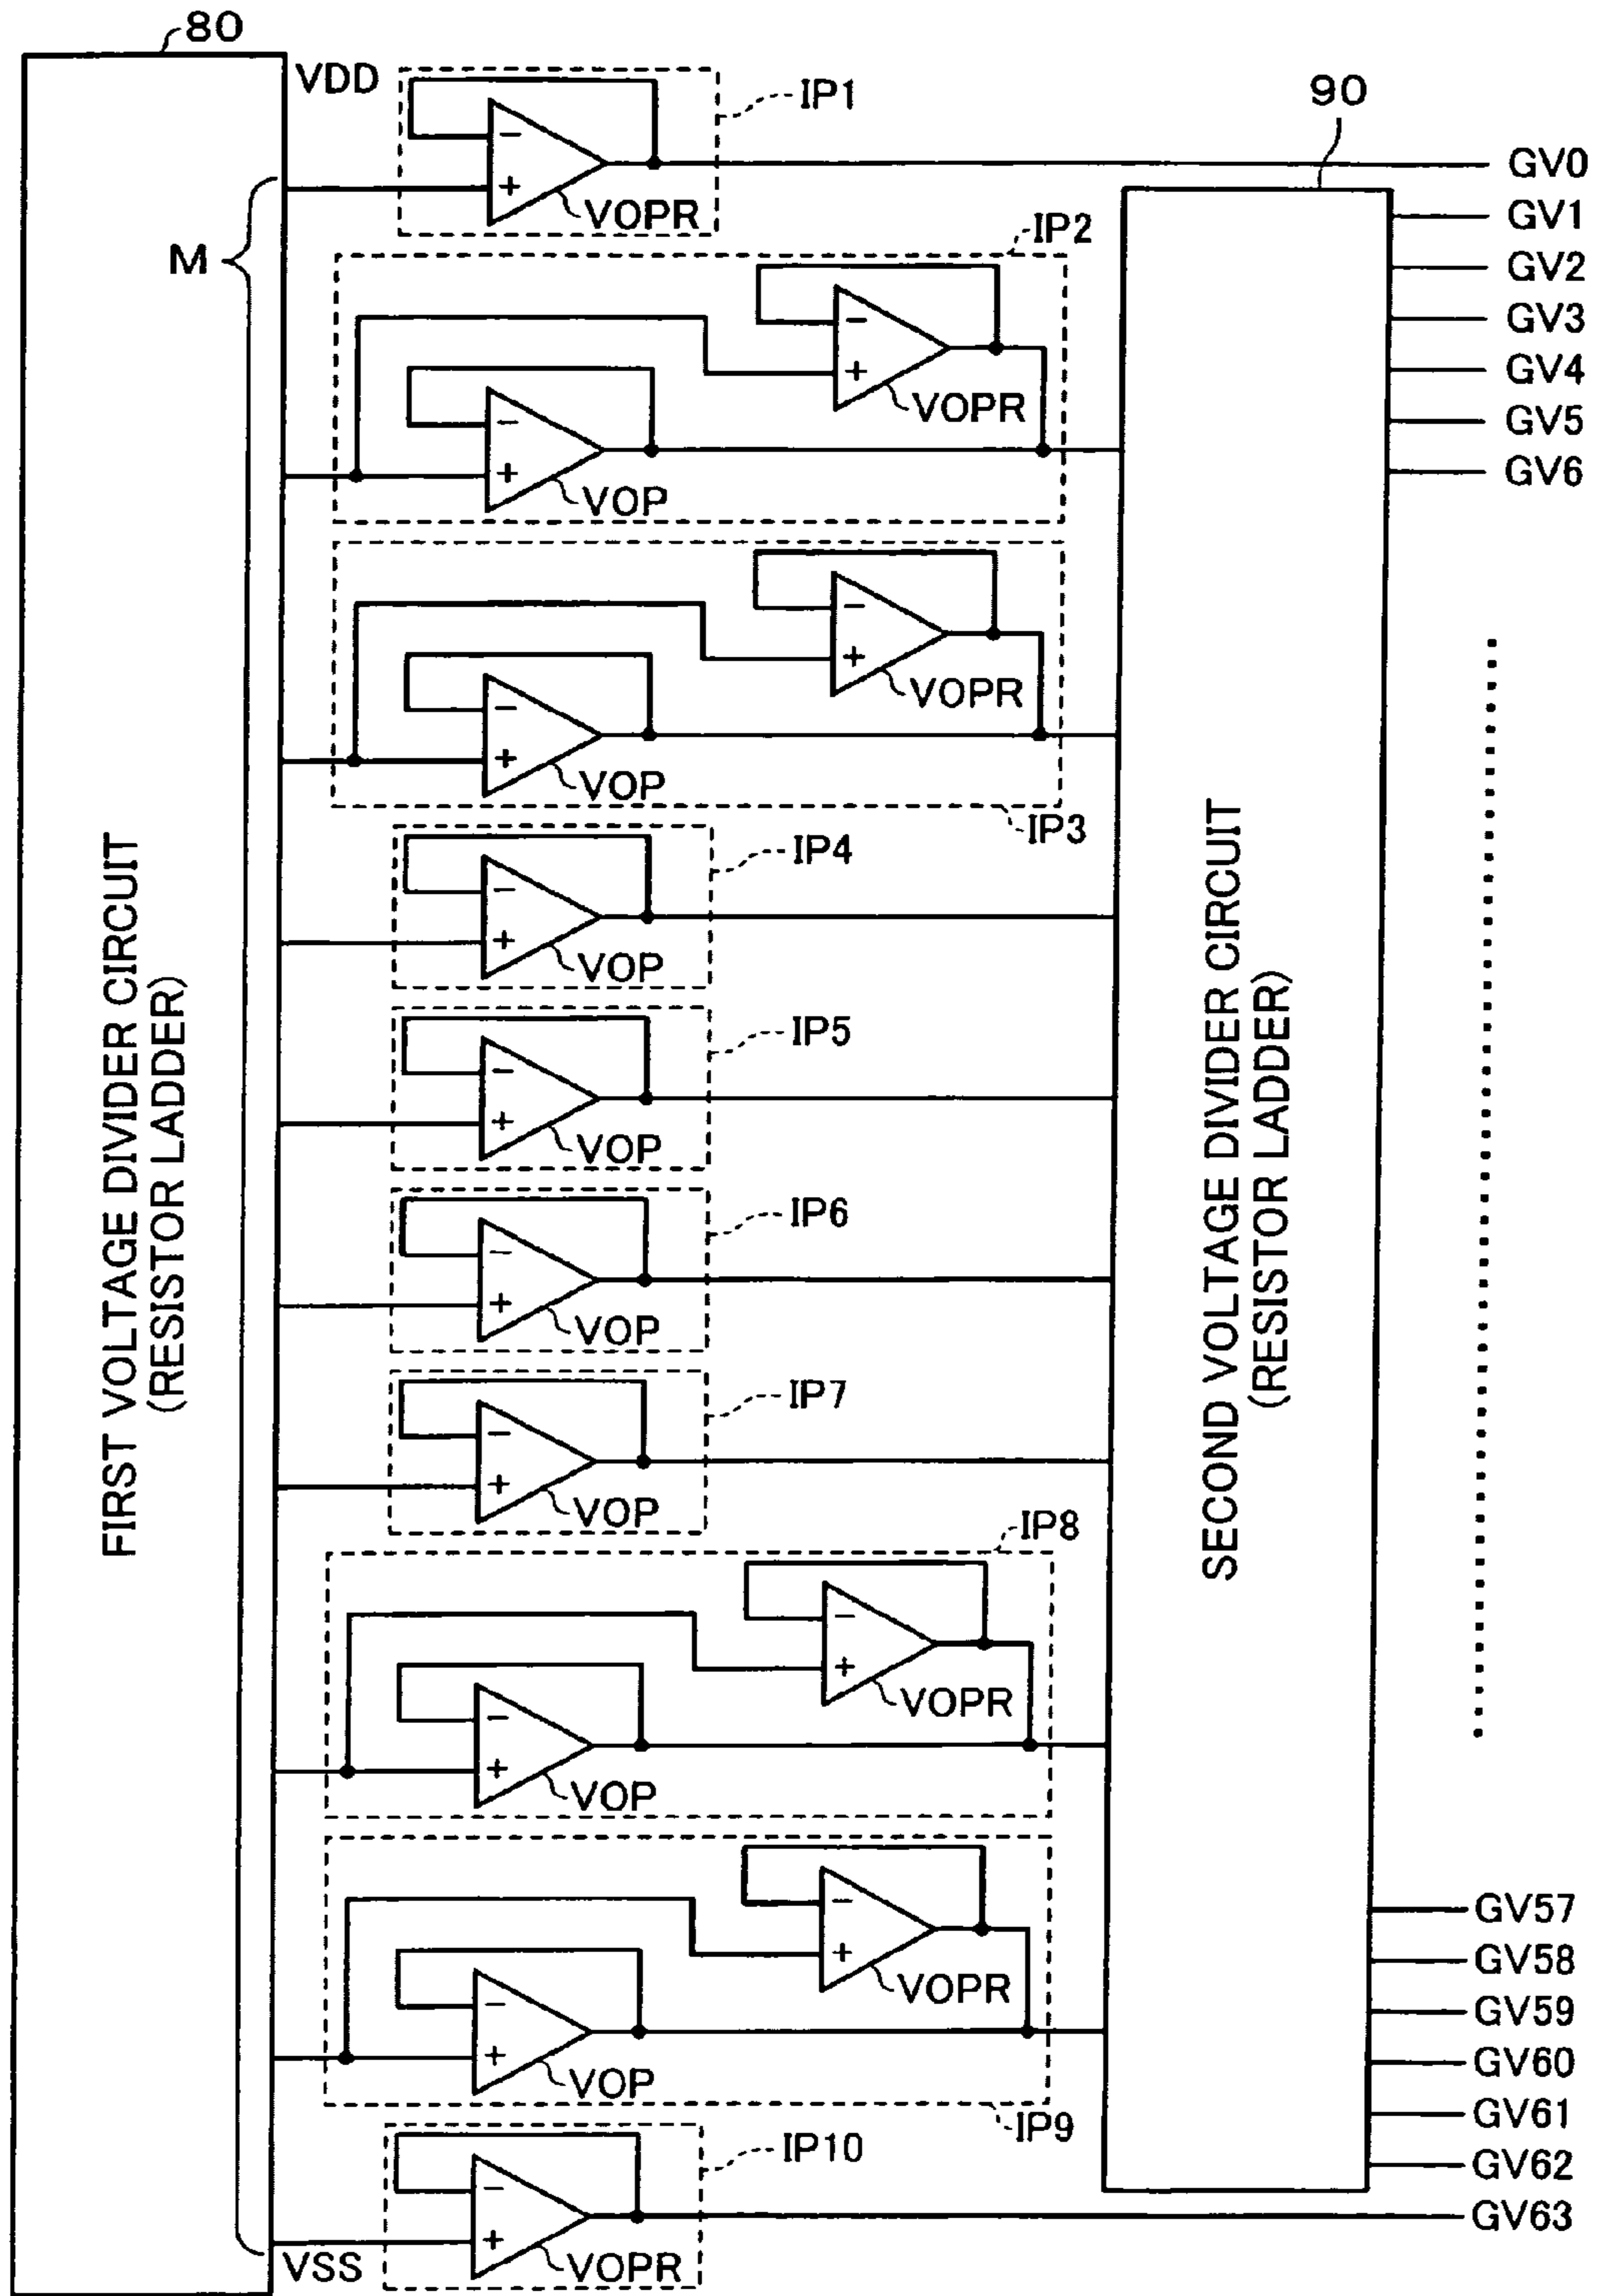 80
VDD
IP1
90
−
+
VOPR
GV0
GV1
M
IP2
GV2
−
+
VOPR
GV3
GV4
−
+
VOP
GV5
GV6
−
+
VOPR
−
+
VOP
IP3
FIRST VOLTAGE DIVIDER CIRCUIT
(RESISTOR LADDER)
SECOND VOLTAGE DIVIDER CIRCUIT
(RESISTOR LADDER)
IP4
−
+
VOP
IP5
−
+
VOP
IP6
−
+
VOP
IP7
−
+
VOP
IP8
−
+
VOPR
−
+
VOP
−
+
VOPR
GV57
GV58
−
+
VOP
GV59
GV60
IP9
GV61
IP10
GV62
−
+
VOPR
GV63
VSS